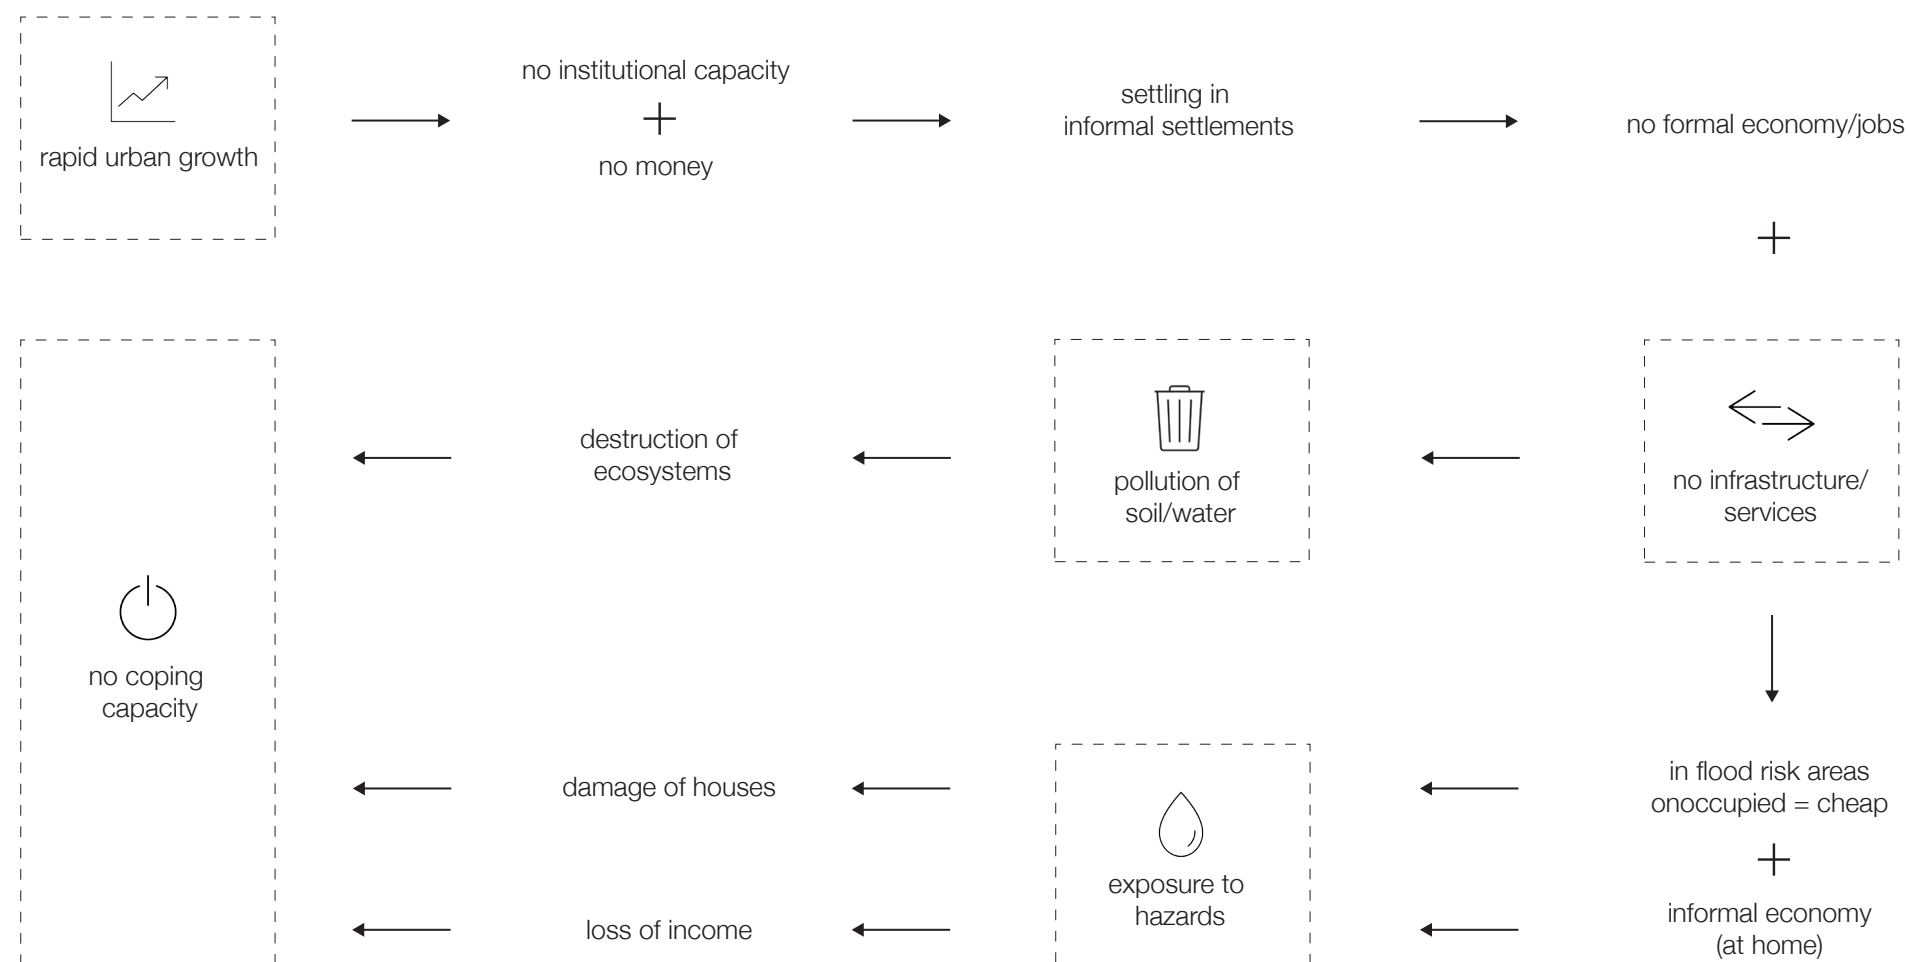 no institutional capacity
no money
rapid urban growth
settling in
informal settlements
no formal economy/jobs
destruction of
ecosystems
pollution of
soil/water
no infrastructure/
services
no coping
capacity
damage of houses
in flood risk areas
onoccupied = cheap
exposure to
hazards
loss of income
informal economy
(at home)